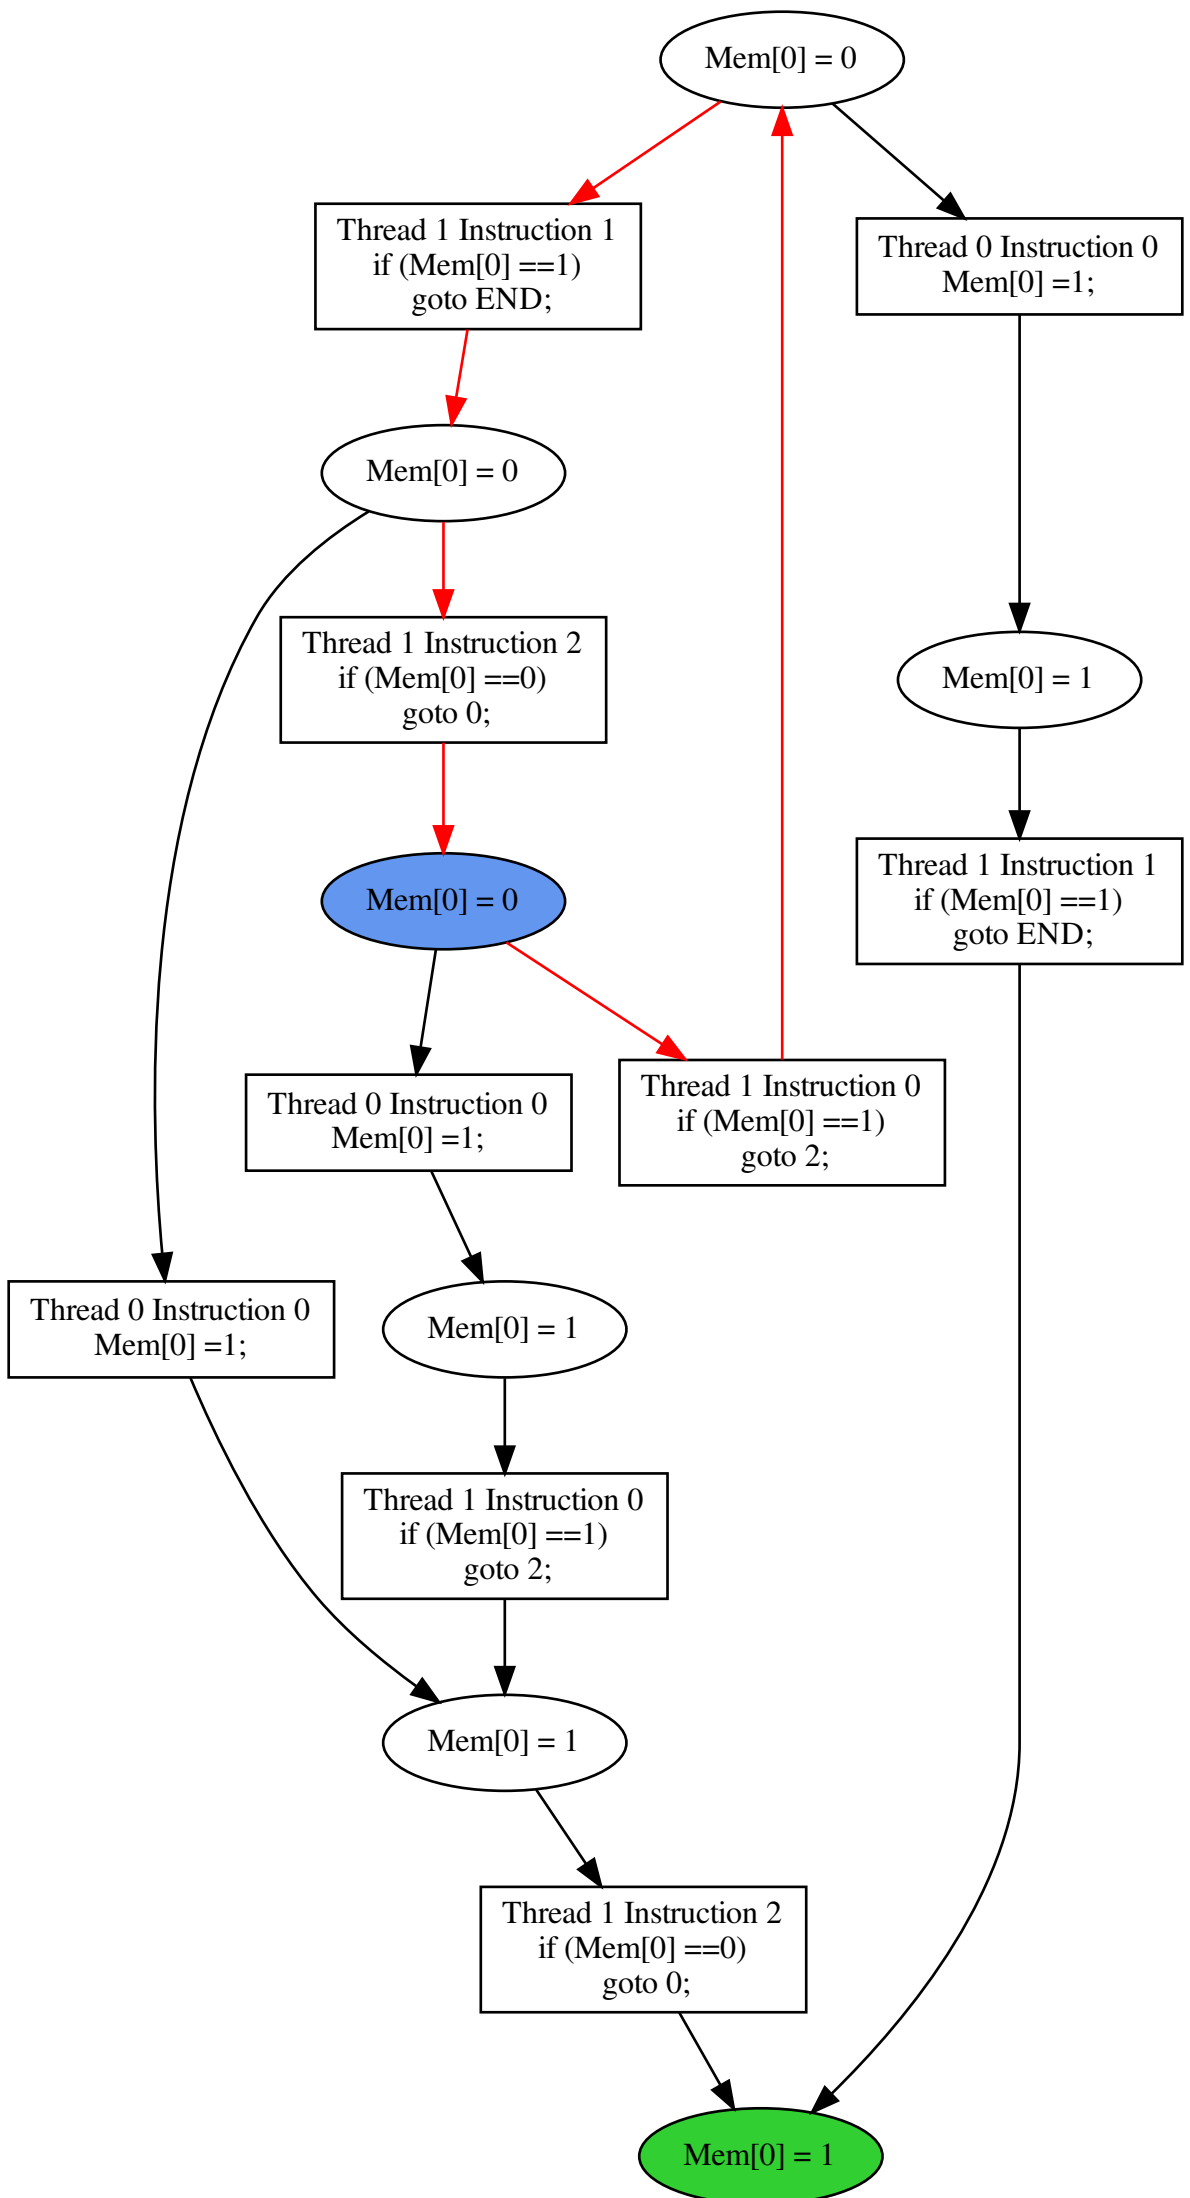 Mem[0] = 0
Thread 1 Instruction 1
if (Mem[0] ==1)
goto END;
Thread 0 Instruction 0
Mem[0] =1;
Mem[0] = 0
Thread 1 Instruction 2
if (Mem[0] ==0)
goto 0;
Mem[0] = 1
Mem[0] = 0
Thread 1 Instruction 1
if (Mem[0] ==1)
goto END;
Thread 0 Instruction 0
Mem[0] =1;
Thread 1 Instruction 0
if (Mem[0] ==1)
goto 2;
Thread 0 Instruction 0
Mem[0] =1;
Mem[0] = 1
Thread 1 Instruction 0
if (Mem[0] ==1)
goto 2;
Mem[0] = 1
Thread 1 Instruction 2
if (Mem[0] ==0)
goto 0;
Mem[0] = 1